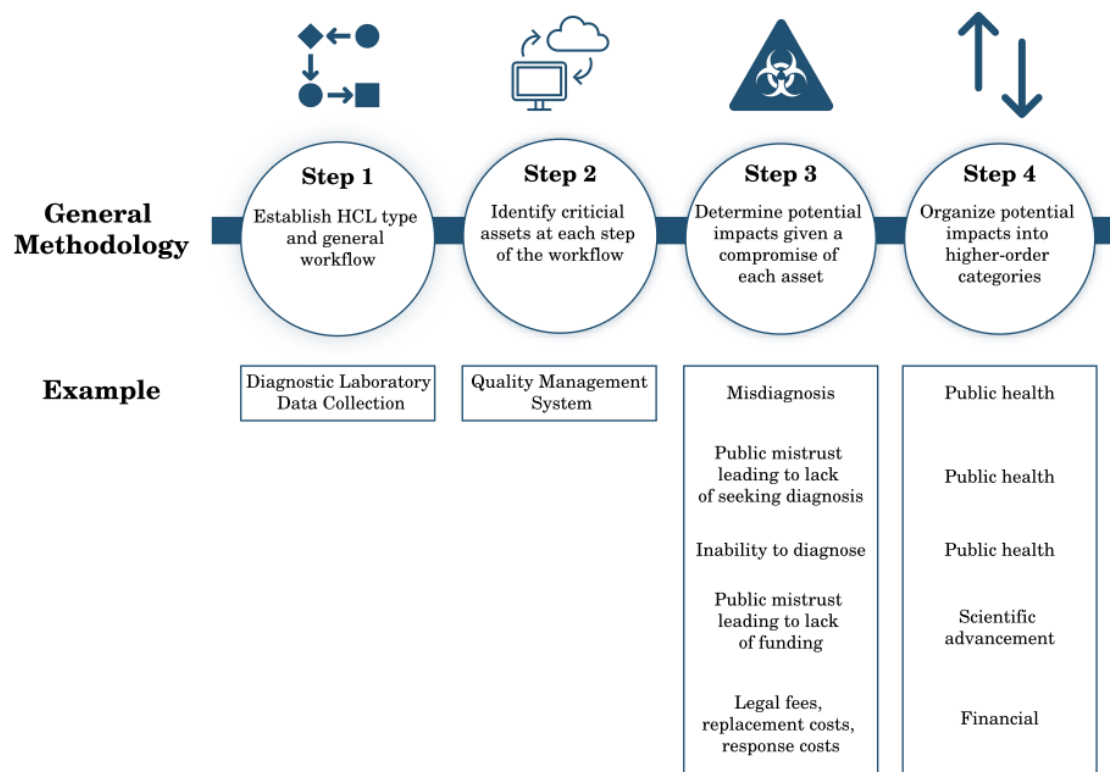 General
Methodology
Step 1
Establish HCL type
and general
workflow
Step 2
Identify criticial
assets at each step
of the workflow
Step 3
Determine potential
impacts given a
compromise of
each asset
Step 4
Organize potential
impacts into
higher-order
categories
Example
Diagnostic Laboratory
Data Collection
Quality Management
System
Misdiagnosis
Public health
Public mistrust
leading to lack
of seeking diagnosis
Public health
Inability to diagnose
Public health
Public mistrust
leading to lack
of funding
Scientific
advancement
Legal fees,
replacement costs,
response costs
Financial